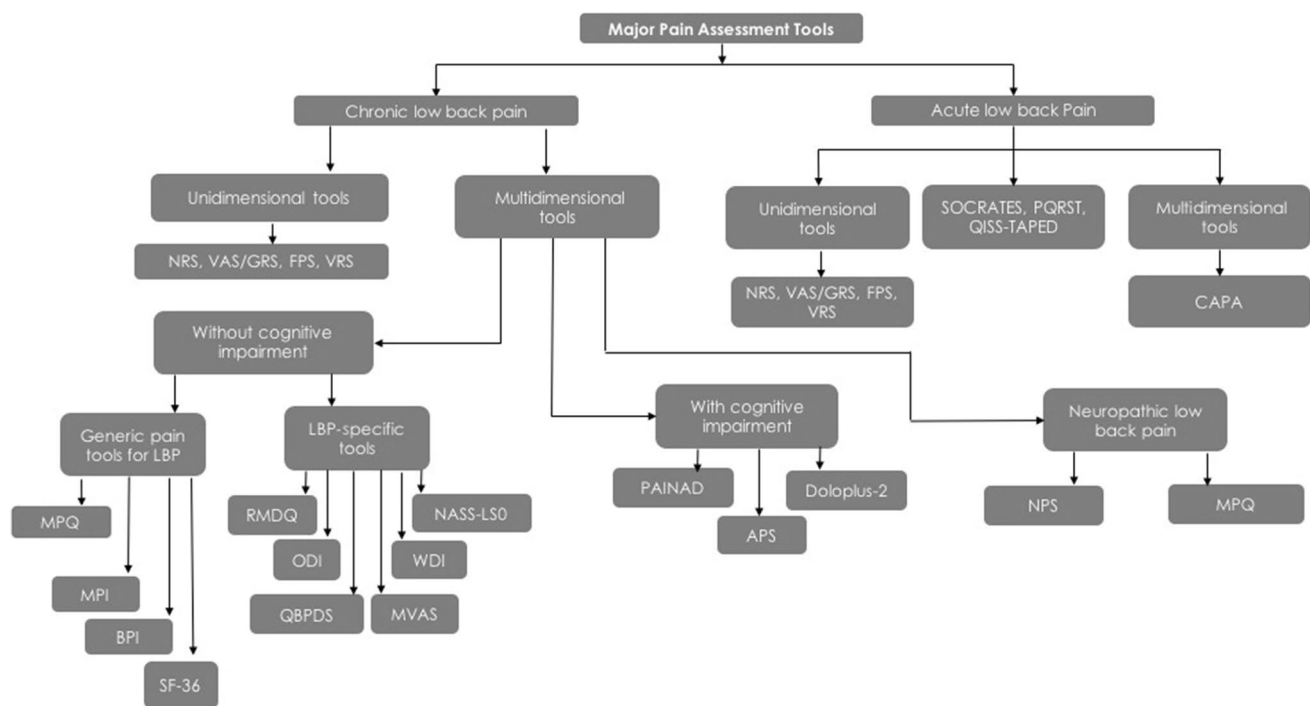 Major Pain Assessment Tools
Chronic low back pain
Acute low back Pain
Unidimensional tools
Multidimensional
tools
Unidimensional
tools
SOCRATES, PQRST,
QISS-TAPED
Multidimensional
tools
NRS, VAS/GRS, FPS, VRS
NRS, VAS/GRS, FPS,
VRS
CAPA
Without cognitive
impairment
With cognitive
impairment
Neuropathic low
back pain
Generic pain
tools for LBP
LBP-specific
tools
PAINAD
Doloplus-2
APS
NPS
MPQ
MPQ
RMDQ
NASS-LS0
ODI
WDI
MPI
QBPDS
MVAS
BPI
SF-36